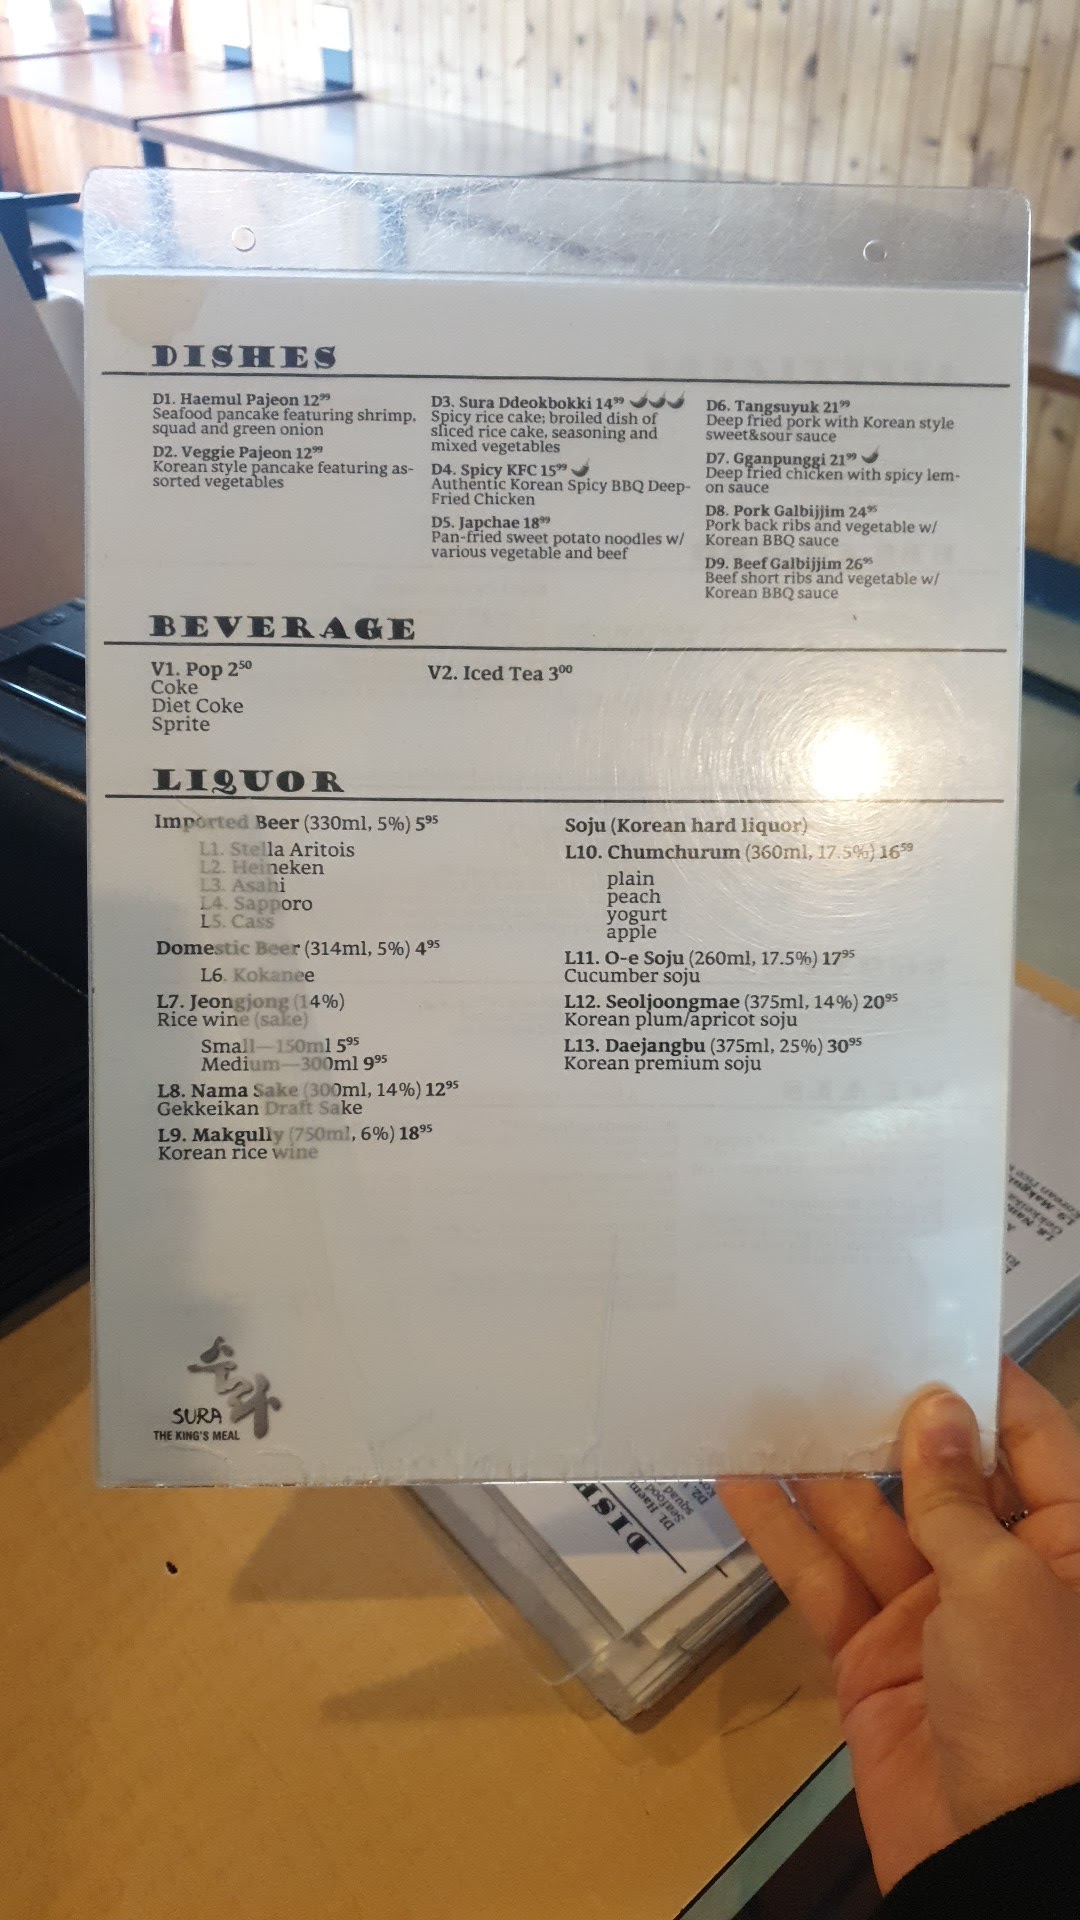 DISHES
D1. Haemul Pajeon 12⁹⁹
Seafood pancake featuring shrimp,
squad and green onion
D2. Veggie Pajeon 12⁹⁹
Korean style pancake featuring as-
sorted vegetables
D3. Sura Ddeokbokki 14⁹⁹
Spicy rice cake; broiled dish of
sliced rice cake, seasoning and
mixed vegetables
D4. Spicy KFC 15⁹⁹
Authentic Korean Spicy BBQ Deep-
Fried Chicken
D5. Japchae 18⁹⁹
Pan-fried sweet potato noodles w/
various vegetable and beef
D6. Tangsuyuk 21⁹⁹
Deep fried pork with Korean style
sweet&sour sauce
D7. Gganpunggi 21⁹⁹
Deep fried chicken with spicy lem-
on sauce
D8. Pork Galbijjim 24⁹⁵
Pork back ribs and vegetable w/
Korean BBQ sauce
D9. Beef Galbijjim 26⁹⁵
Beef short ribs and vegetable w/
Korean BBQ sauce
BEVERAGE
V1. Pop 2⁵⁰
Coke
Diet Coke
Sprite
V2. Iced Tea 3⁰⁰
LIQUOR
Imported Beer (330ml, 5%) 5⁹⁵
L1. Stella Aritois
L2. Heineken
L3. Asahi
L4. Sapporo
L5. Cass
Domestic Beer (314ml, 5%) 4⁹⁵
L6. Kokanee
L7. Jeongjong (14%)
Rice wine (sake)
Small—150ml 5⁹⁵
Medium—300ml 9⁹⁵
L8. Nama Sake (300ml, 14%) 12⁹⁵
Gekkeikan Draft Sake
L9. Makgully (750ml, 6%) 18⁹⁵
Korean rice wine
Soju (Korean hard liquor)
L10. Chumchurum (360ml, 17.5%) 16⁵⁹
plain
peach
yogurt
apple
L11. O-e Soju (260ml, 17.5%) 17⁹⁵
Cucumber soju
L12. Seoljoongmae (375ml, 14%) 20⁹⁵
Korean plum/apricot soju
L13. Daejangbu (375ml, 25%) 30⁹⁵
Korean premium soju
수라
SURA
THE KING'S MEAL
DISH
D1. Haem
Seafood
squad
D2.